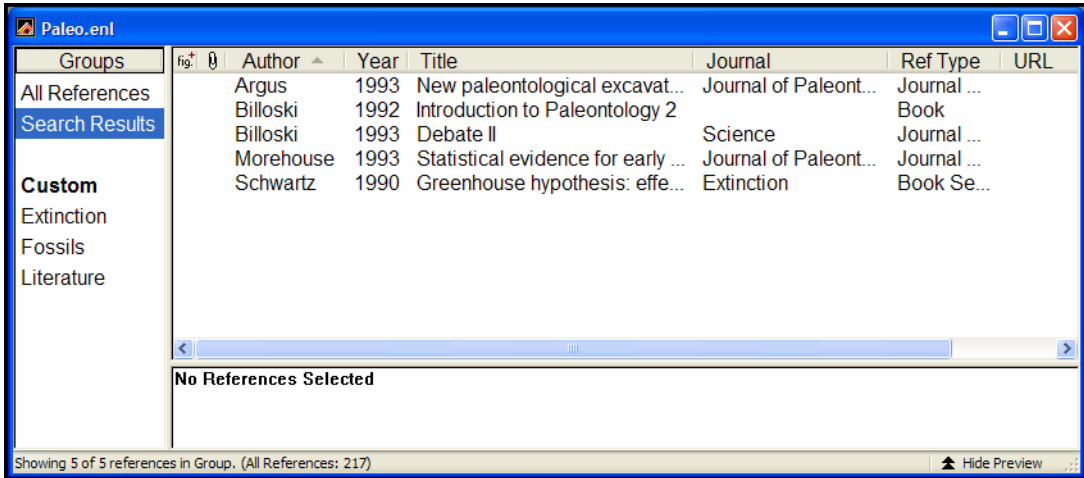 Paleo.enl
Groups
All References
Search Results
Custom
Extinction
Fossils
Literature
fig.+ Author Year Title Journal Ref Type URL
Argus 1993 New paleontological excavat... Journal of Paleont... Journal ...
Billoski 1992 Introduction to Paleontology 2 Book
Billoski 1993 Debate II Science Journal ...
Morehouse 1993 Statistical evidence for early ... Journal of Paleont... Journal ...
Schwartz 1990 Greenhouse hypothesis: effe... Extinction Book Se...
No References Selected
Showing 5 of 5 references in Group. (All References: 217) Hide Preview